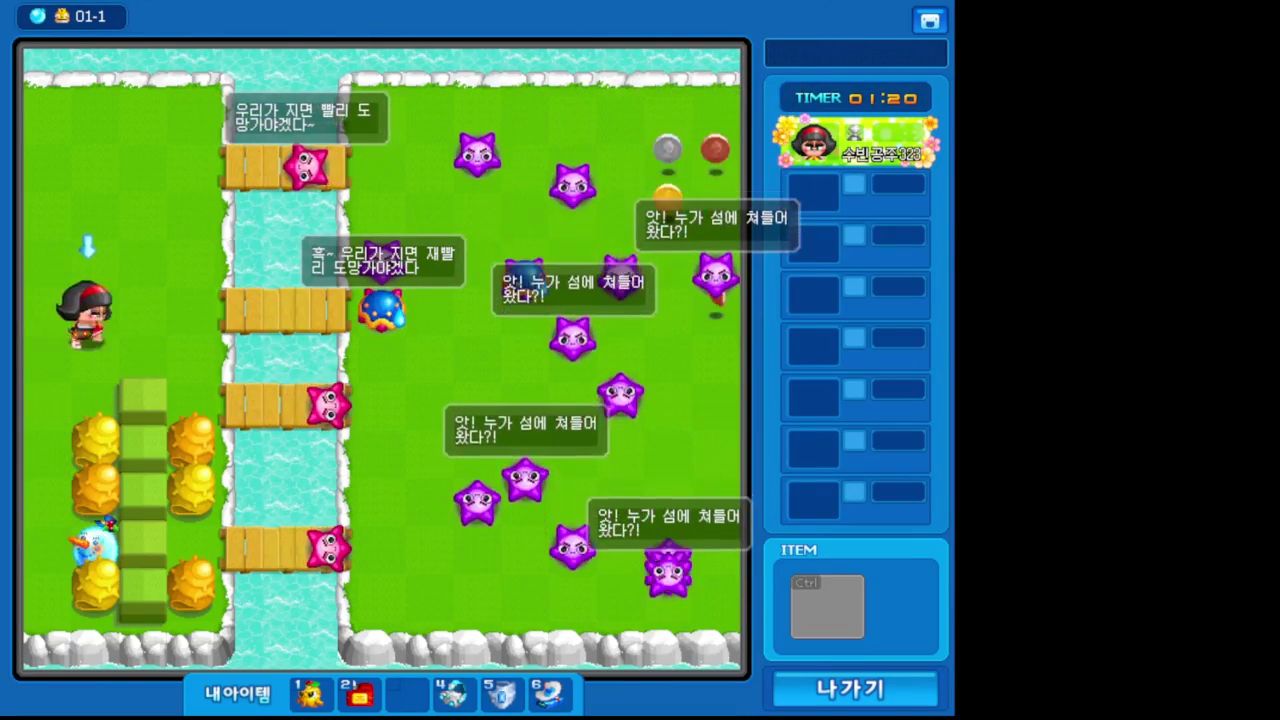 01-1
우리가 지면 빨리 도
망가야겠다~
TIMER 01:20
수빈공주023
앗! 누가 섬에 쳐들어
왔다?!
흑~ 우리가 지면 재빨
리 도망가야겠다
앗! 누가 섬에 쳐들어
왔다?!
앗! 누가 섬에 쳐들어
왔다?!
앗! 누가 섬에 쳐들어
왔다?!
ITEM
Ctrl
내아이템
1
2
4
5
6
나가기